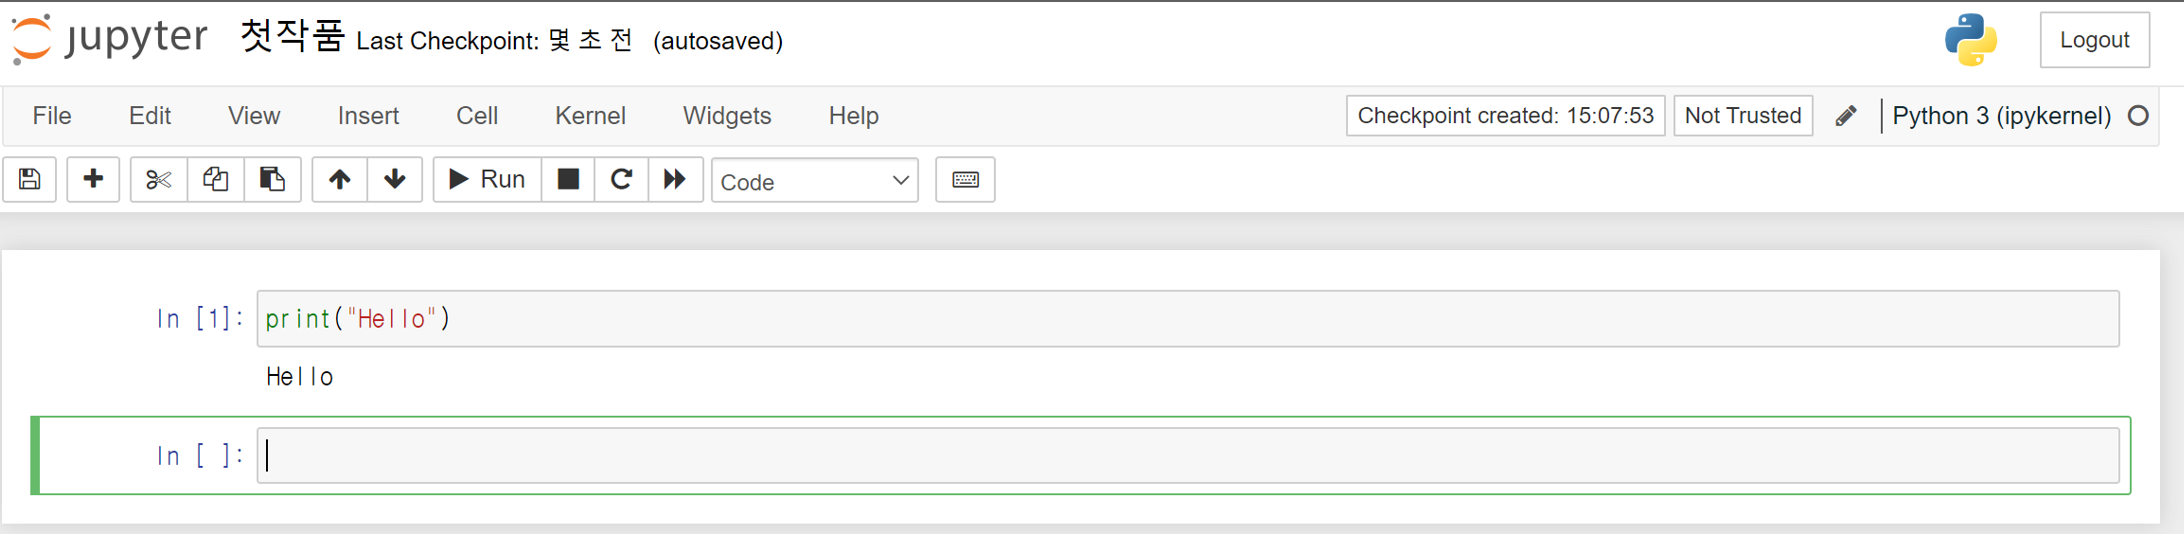 jupyter 첫작품 Last Checkpoint: 몇 초 전 (autosaved) Logout
File Edit View Insert Cell Kernel Widgets Help Checkpoint created: 15:07:53 Not Trusted Python 3 (ipykernel)
Run Code
In [1]: print("Hello")
Hello
In [ ]: